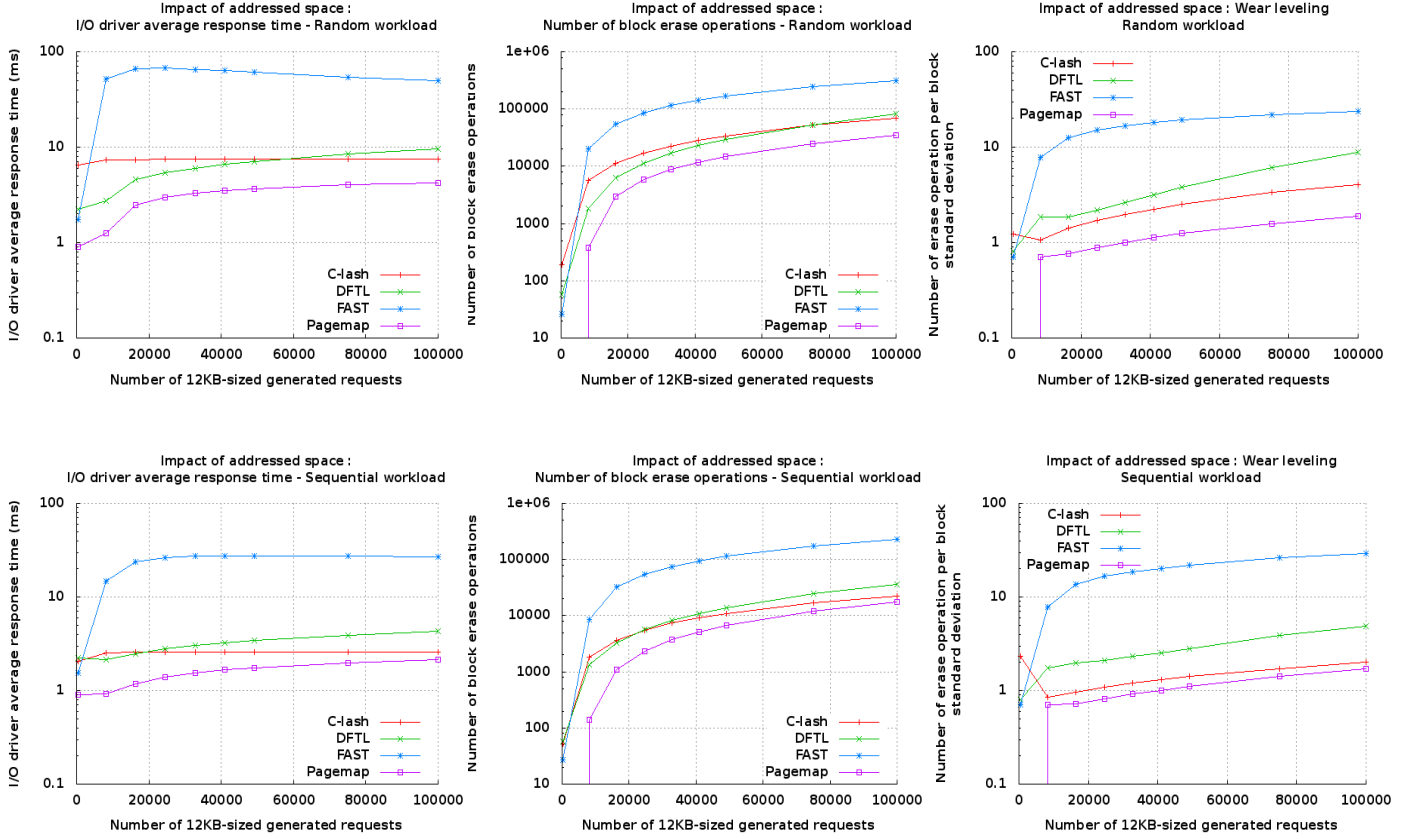 Impact of addressed space :
I/O driver average response time - Random workload
I/O driver average response time (ms)
100
10
1
0.1
C-lash
DFTL
FAST
Pagemap
0 20000 40000 60000 80000 100000
Number of 12KB-sized generated requests
Impact of addressed space :
Number of block erase operations - Random workload
Number of block erase operations
1e+06
100000
10000
1000
100
10
C-lash
DFTL
FAST
Pagemap
0 20000 40000 60000 80000 100000
Number of 12KB-sized generated requests
Impact of addressed space : Wear leveling
Random workload
Number of erase operation per block
standard deviation
100
10
1
0.1
C-lash
DFTL
FAST
Pagemap
0 20000 40000 60000 80000 100000
Number of 12KB-sized generated requests
Impact of addressed space :
I/O driver average response time - Sequential workload
I/O driver average response time (ms)
100
10
1
0.1
C-lash
DFTL
FAST
Pagemap
0 20000 40000 60000 80000 100000
Number of 12KB-sized generated requests
Impact of addressed space :
Number of block erase operations - Sequential workload
Number of block erase operations
1e+06
100000
10000
1000
100
10
C-lash
DFTL
FAST
Pagemap
0 20000 40000 60000 80000 100000
Number of 12KB-sized generated requests
Impact of addressed space : Wear leveling
Sequential workload
Number of erase operation per block
standard deviation
100
10
1
0.1
C-lash
DFTL
FAST
Pagemap
0 20000 40000 60000 80000 100000
Number of 12KB-sized generated requests